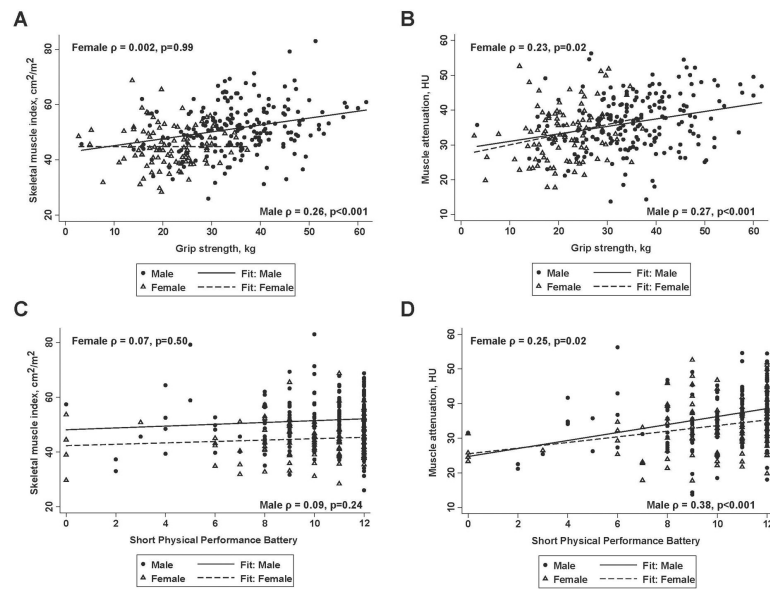 A
Female ρ = 0.002, p=0.99
Skeletal muscle index, cm2/m2
80
60
40
20
0 10 20 30 40 50 60
Male ρ = 0.26, p<0.001
Grip strength, kg
Male Fit: Male
Female Fit: Female
B
Female ρ = 0.23, p=0.02
Muscle attenuation, HU
60
50
40
30
20
10
0 10 20 30 40 50 60
Male ρ = 0.27, p<0.001
Grip strength, kg
Male Fit: Male
Female Fit: Female
C
Female ρ = 0.07, p=0.50
Skeletal muscle index, cm2/m2
80
60
40
20
0 2 4 6 8 10 12
Male ρ = 0.09, p=0.24
Short Physical Performance Battery
Male Fit: Male
Female Fit: Female
D
Female ρ = 0.25, p=0.02
Muscle attenuation, HU
60
50
40
30
20
10
0 2 4 6 8 10 12
Male ρ = 0.38, p<0.001
Short Physical Performance Battery
Male Fit: Male
Female Fit: Female